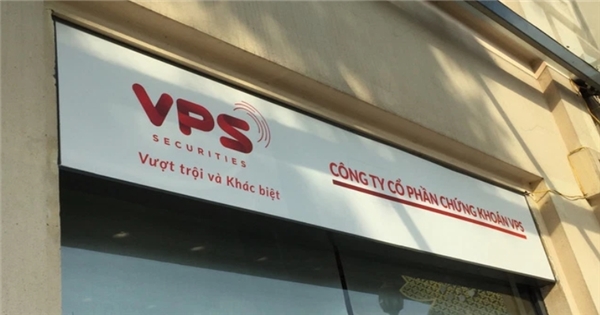 VPS
SECURITIES
Vượt trội và Khác biệt
CÔNG TY CỔ PHẦN CHỨNG KHOÁN VPS